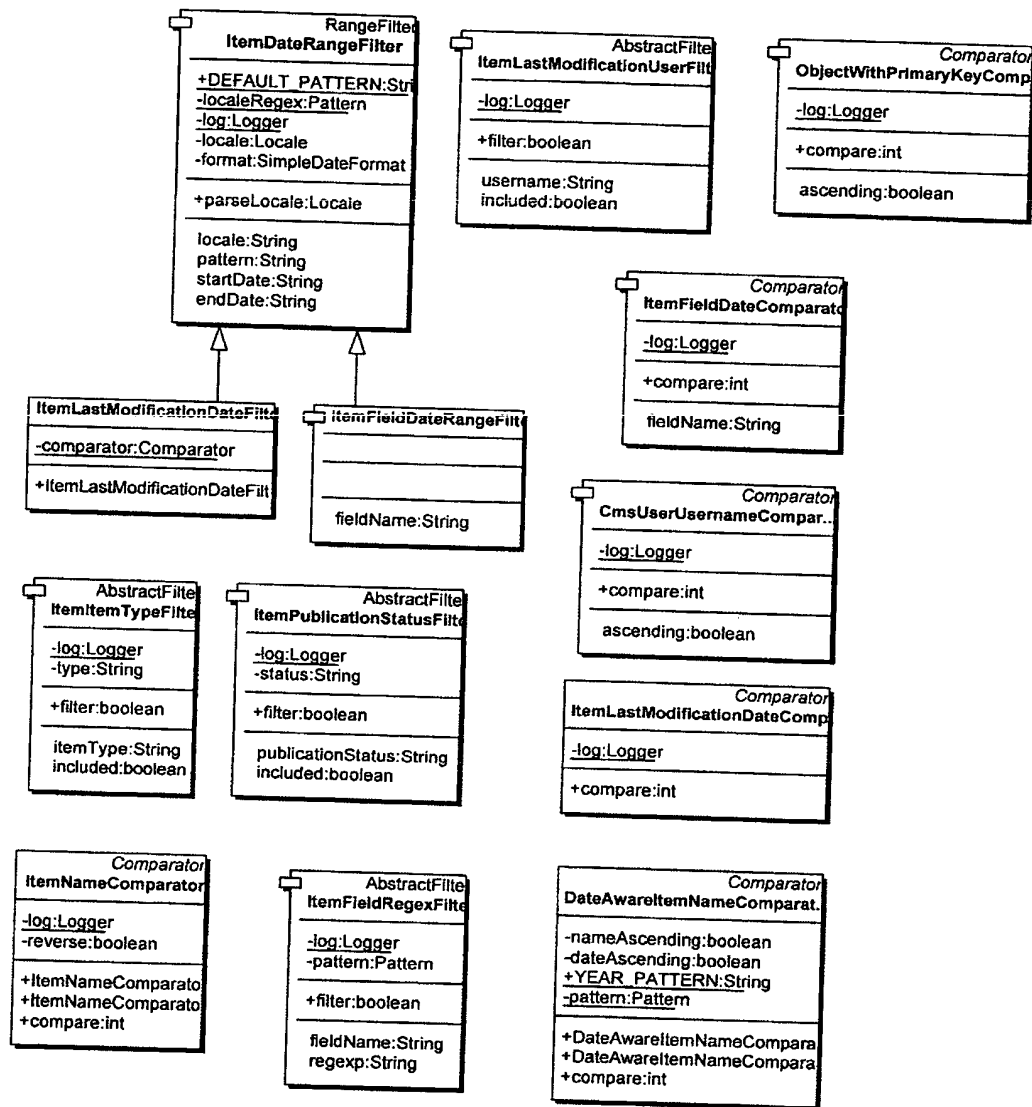 RangeFilter
ItemDateRangeFilter
+DEFAULT_PATTERN:Stri
-localeRegex:Pattern
-log:Logger
-locale:Locale
-format:SimpleDateFormat
+parseLocale:Locale
locale:String
pattern:String
startDate:String
endDate:String
AbstractFilte
ItemLastModificationUserFilt
-log:Logger
+filter:boolean
username:String
included:boolean
Comparator
ObjectWithPrimaryKeyComp
-log:Logger
+compare:int
ascending:boolean
Comparator
ItemFieldDateComparato
-log:Logger
+compare:int
fieldName:String
ItemLastModificationDateFilte
-comparator:Comparator
+ItemLastModificationDateFilt
ItemFieldDateRangeFilte
fieldName:String
Comparator
CmsUserUsernameCompar...
-log:Logger
+compare:int
ascending:boolean
AbstractFilte
ItemItemTypeFilte
-log:Logger
-type:String
+filter:boolean
itemType:String
included:boolean
AbstractFilte
ItemPublicationStatusFilte
-log:Logger
-status:String
+filter:boolean
publicationStatus:String
included:boolean
Comparator
ItemLastModificationDateComp
-log:Logger
+compare:int
Comparator
ItemNameComparator
-log:Logger
-reverse:boolean
+ItemNameComparato
+ItemNameComparato
+compare:int
AbstractFilte
ItemFieldRegexFilte
-log:Logger
-pattern:Pattern
+filter:boolean
fieldName:String
regexp:String
Comparator
DateAwareItemNameComparat...
-nameAscending:boolean
-dateAscending:boolean
+YEAR_PATTERN:String
-pattern:Pattern
+DateAwareItemNameCompara
+DateAwareItemNameCompara
+compare:int